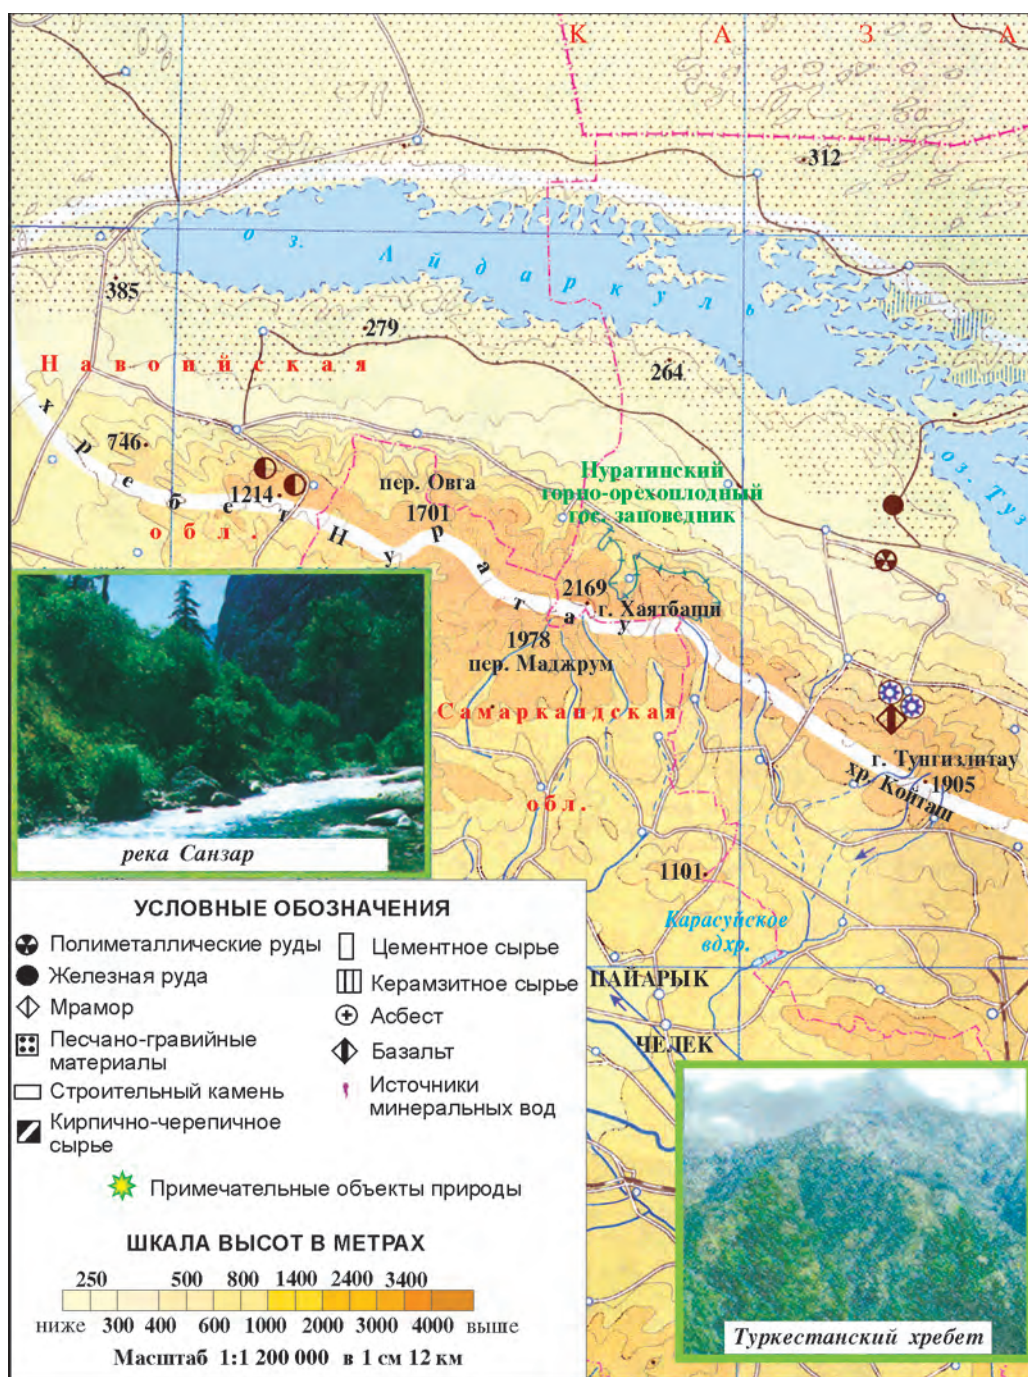 К А З А
312
оз. Айдаркуль
385
279
264
Навоийская
обл.
хребет Нуратау
746
1214
пер. Овга
1701
Нуратинский
горно-орехоплодный
гос. заповедник
оз. Туз
2169
г. Хаятбаши
1978
пер. Маджрум
Самаркандская
обл.
г. Тунгизлитау
1905
хр. Койташ
1101
Карасуйское
вдхр.
ПАЙАРЫК
ЧЕЛЕК
река Санзар
УСЛОВНЫЕ ОБОЗНАЧЕНИЯ
Полиметаллические руды
Железная руда
Мрамор
Песчано-гравийные
материалы
Строительный камень
Кирпично-черепичное
сырье
Цементное сырье
Керамзитное сырье
Асбест
Базальт
Источники
минеральных вод
Примечательные объекты природы
ШКАЛА ВЫСОТ В МЕТРАХ
250 500 800 1400 2400 3400
ниже 300 400 600 1000 2000 3000 4000 выше
Масштаб 1:1 200 000 в 1 см 12 км
Туркестанский хребет